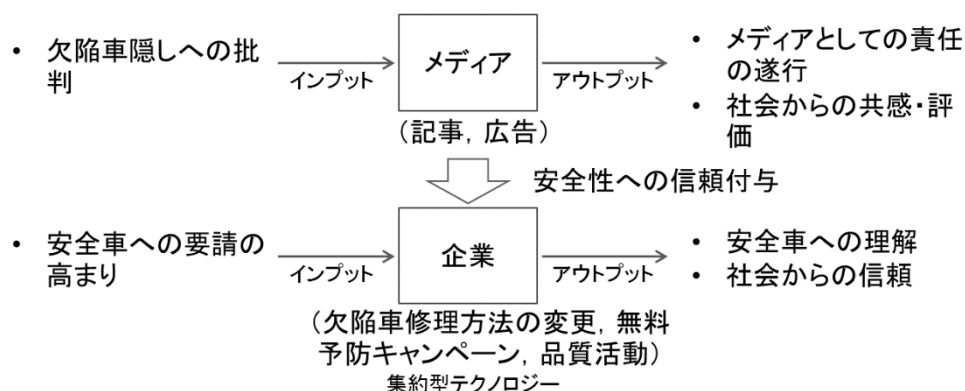 • 欠陥車隠しへの批
判
インプット
メディア
アウトプット
• メディアとしての責任
の遂行
• 社会からの共感・評
価
（記事, 広告）
安全性への信頼付与
• 安全車への要請の
高まり
インプット
企業
アウトプット
• 安全車への理解
• 社会からの信頼
（欠陥車修理方法の変更, 無料
予防キャンペーン, 品質活動）
集約型テクノロジー